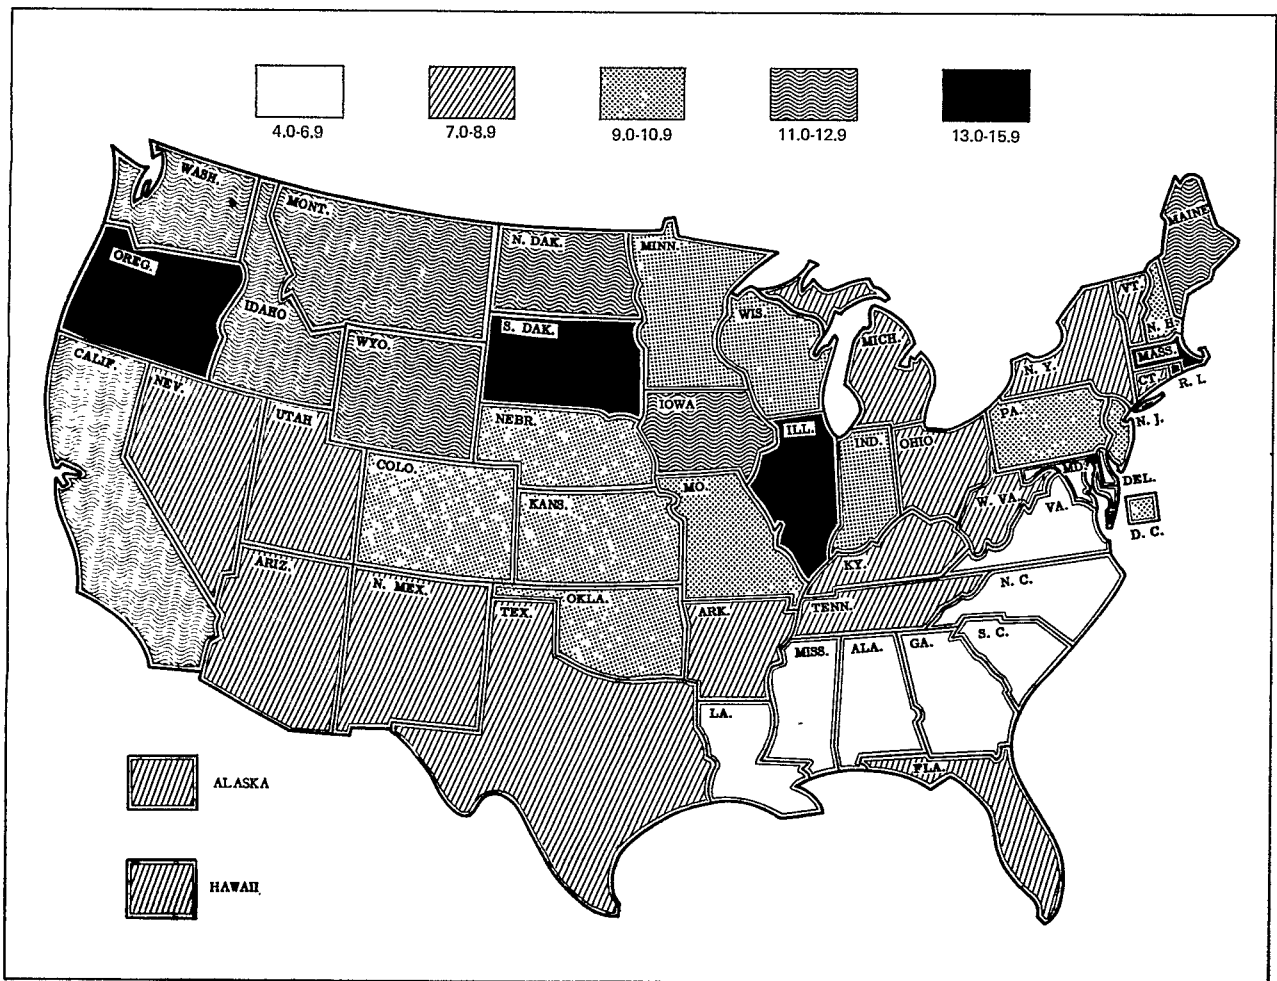 4.0-6.9
7.0-8.9
9.0-10.9
11.0-12.9
13.0-15.9
WASH.
MONT.
N. DAK.
MINN.
MAINE
OREG.
IDAHO
WYO.
S. DAK.
WIS.
MICH.
VT.
N. H.
MASS.
CALIF.
NEV.
UTAH
NEBR.
IOWA
ILL.
IND.
OHIO
N. Y.
CT.
R. I.
PA.
N. J.
COLO.
KANS.
MO.
W. VA.
MD.
DEL.
VA.
D. C.
ARIZ.
N. MEX.
TEX.
OKLA.
ARK.
KY.
TENN.
N. C.
S. C.
MISS.
ALA.
GA.
LA.
FLA.
ALASKA
HAWAII